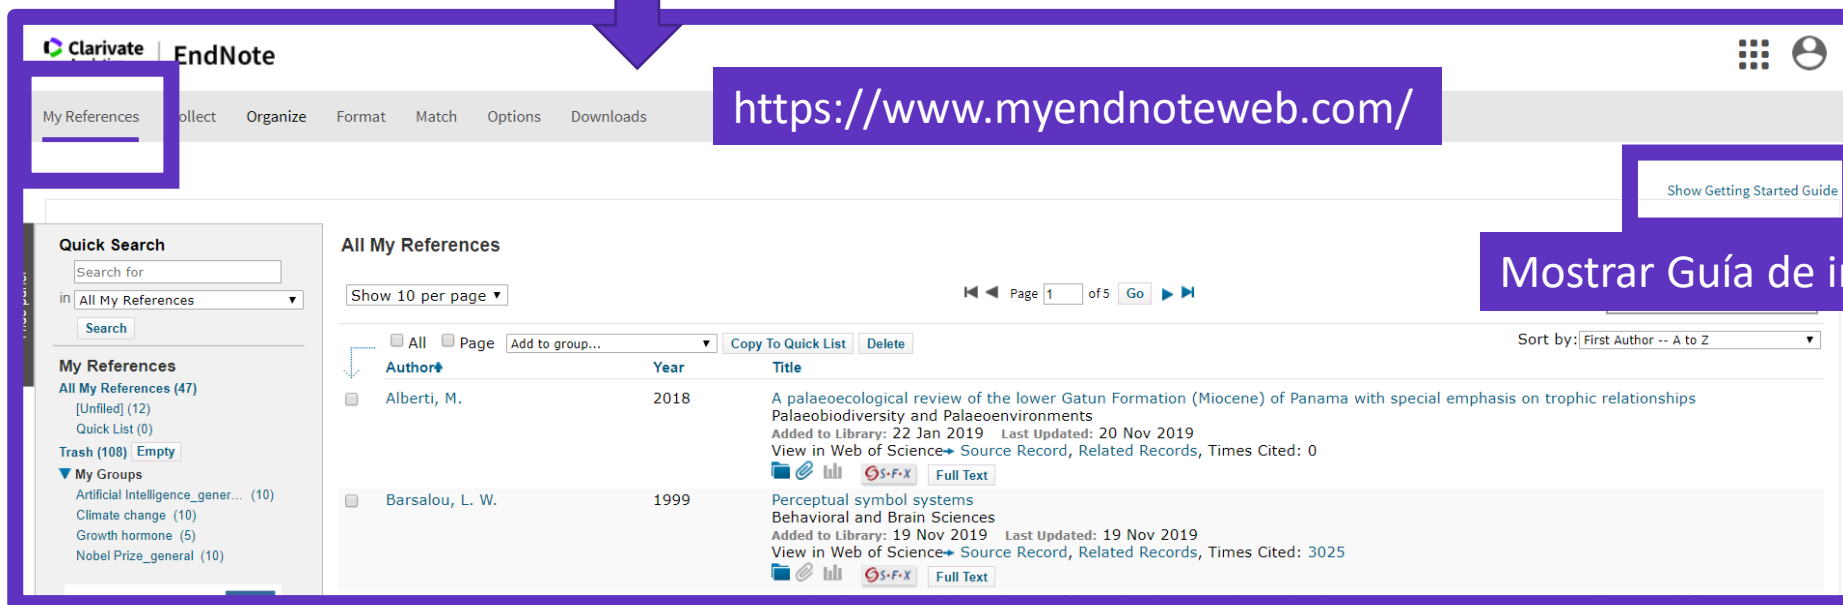 Clarivate | EndNote
https://www.myendnoteweb.com/
My References ollect Organize Format Match Options Downloads
Show Getting Started Guide
Mostrar Guía de
Quick Search
Search for
in All My References
Search
My References
All My References (47)
[Unfiled] (12)
Quick List (0)
Trash (108) Empty
My Groups
Artificial Intelligence_gener... (10)
Climate change (10)
Growth hormone (5)
Nobel Prize_general (10)
All My References
Show 10 per page
Page 1 of 5 Go
All Page Add to group... Copy To Quick List Delete
Sort by: First Author -- A to Z
Author Year Title
Alberti, M. 2018 A palaeoecological review of the lower Gatun Formation (Miocene) of Panama with special emphasis on trophic relationships
Palaeobiodiversity and Palaeoenvironments
Added to Library: 22 Jan 2019 Last Updated: 20 Nov 2019
View in Web of Science Source Record, Related Records, Times Cited: 0
S·F·X Full Text
Barsalou, L. W. 1999 Perceptual symbol systems
Behavioral and Brain Sciences
Added to Library: 19 Nov 2019 Last Updated: 19 Nov 2019
View in Web of Science Source Record, Related Records, Times Cited: 3025
S·F·X Full Text